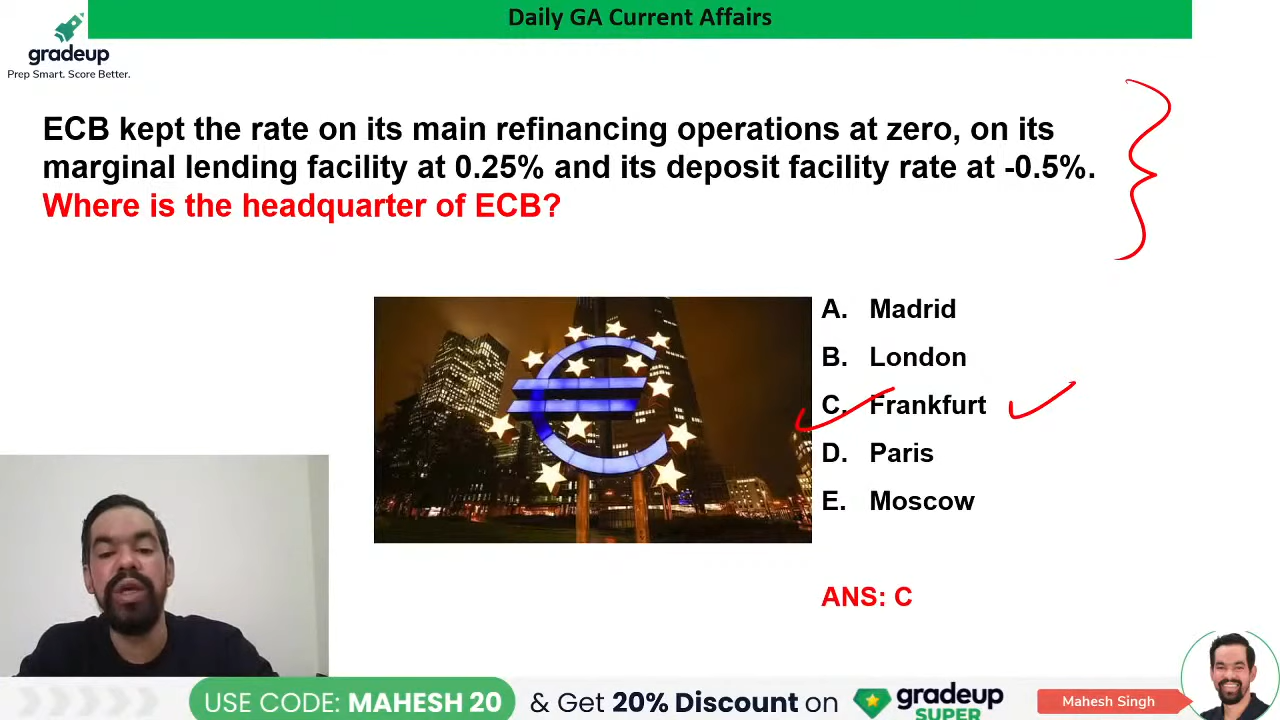 Daily GA Current Affairs
gradeup
Prep Smart. Score Better.
ECB kept the rate on its main refinancing operations at zero, on its
marginal lending facility at 0.25% and its deposit facility rate at -0.5%.
Where is the headquarter of ECB?
A. Madrid
B. London
C. Frankfurt
D. Paris
E. Moscow
ANS: C
USE CODE: MAHESH 20 & Get 20% Discount on
gradeup
SUPER
Mahesh Singh